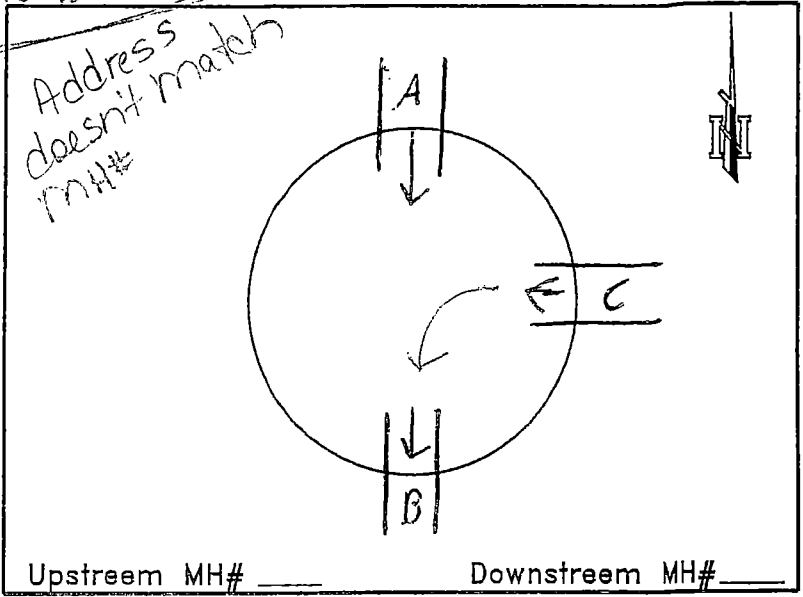 Address
doesn't match
MH#
A
N
C
B
Upstreem MH# ____ Downstreem MH#____